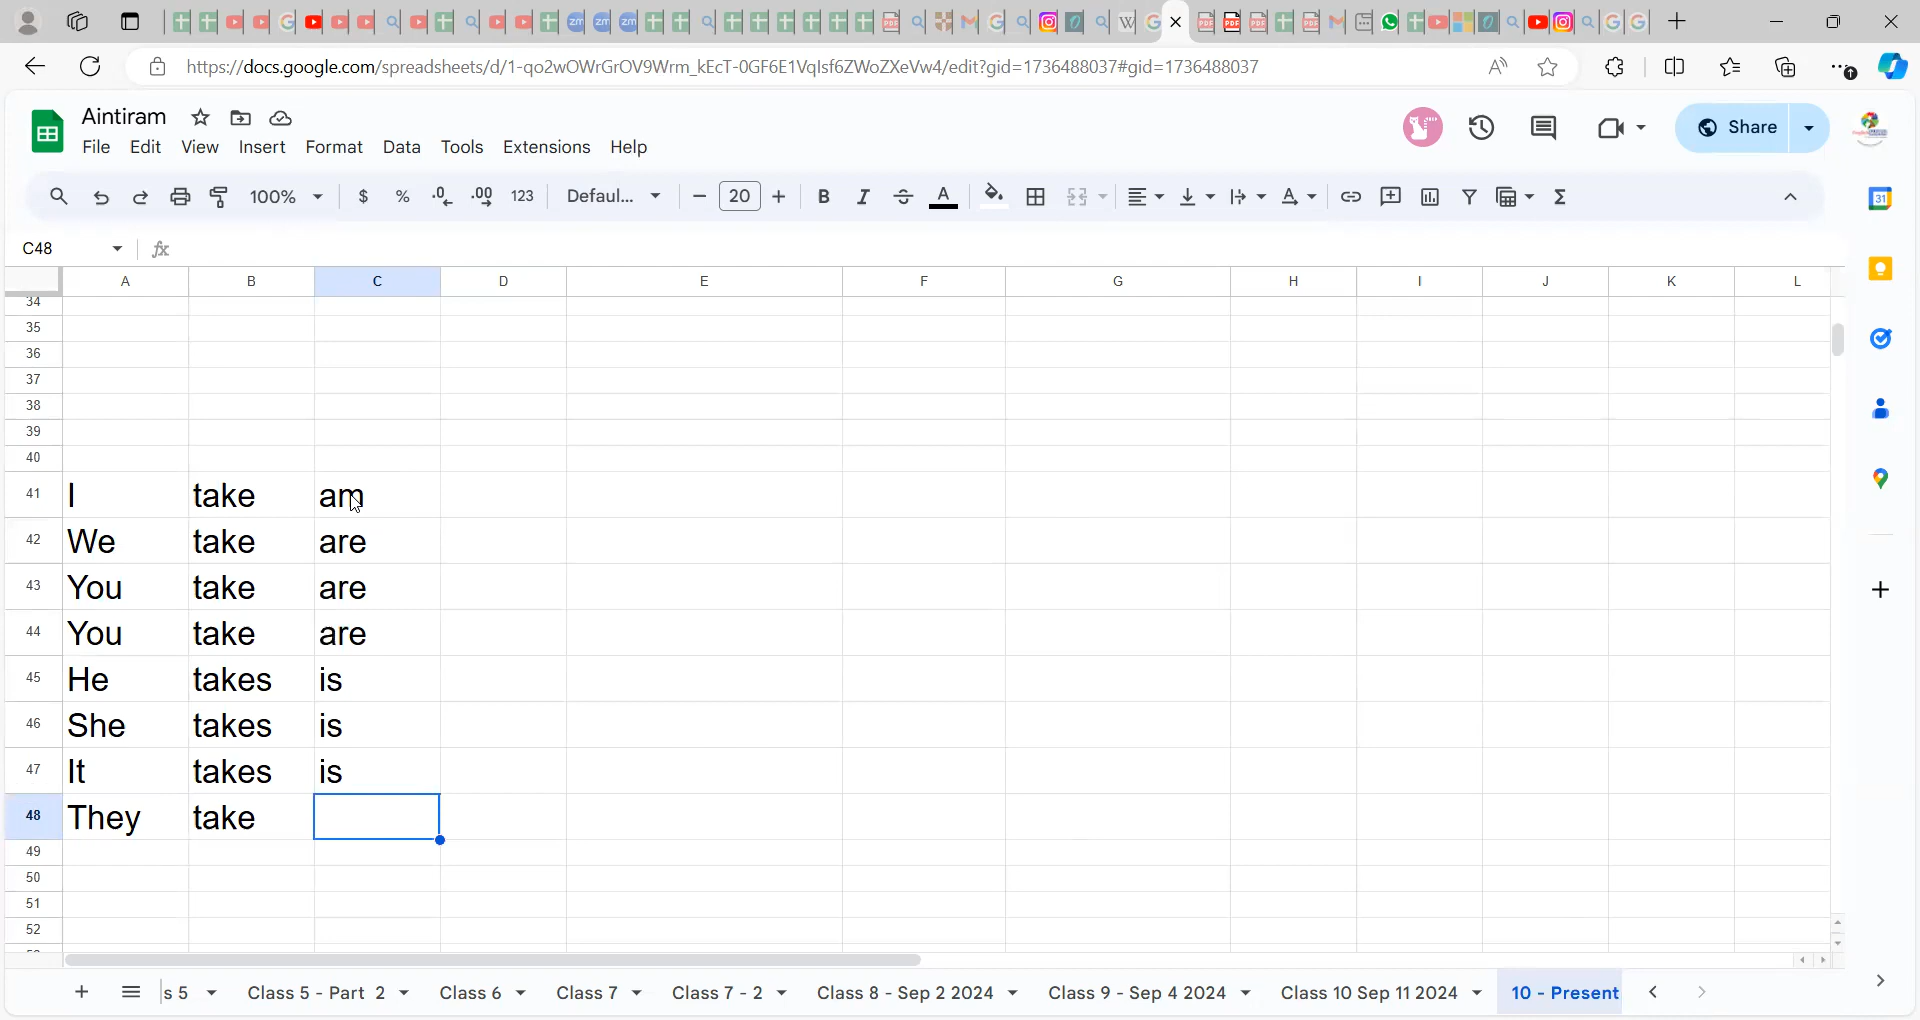 https://docs.google.com/spreadsheets/d/1-qo2wOWrGrOV9Wrm_kEcT-0GF6E1Vqlsf6ZWoZXeVw4/edit?gid=1736488037#gid=1736488037
Aintiram
Share
File Edit View Insert Format Data Tools Extensions Help
100% $ % .0 .00 123 Defaul... 20 B I A
C48 fx
A B C D E F G H I J K L
34
35
36
37
38
39
40
41 I take am
42 We take are
43 You take are
44 You take are
45 He takes is
46 She takes is
47 It takes is
48 They take
49
50
51
52
s 5 Class 5 - Part 2 Class 6 Class 7 Class 7 - 2 Class 8 - Sep 2 2024 Class 9 - Sep 4 2024 Class 10 Sep 11 2024 10 - Present